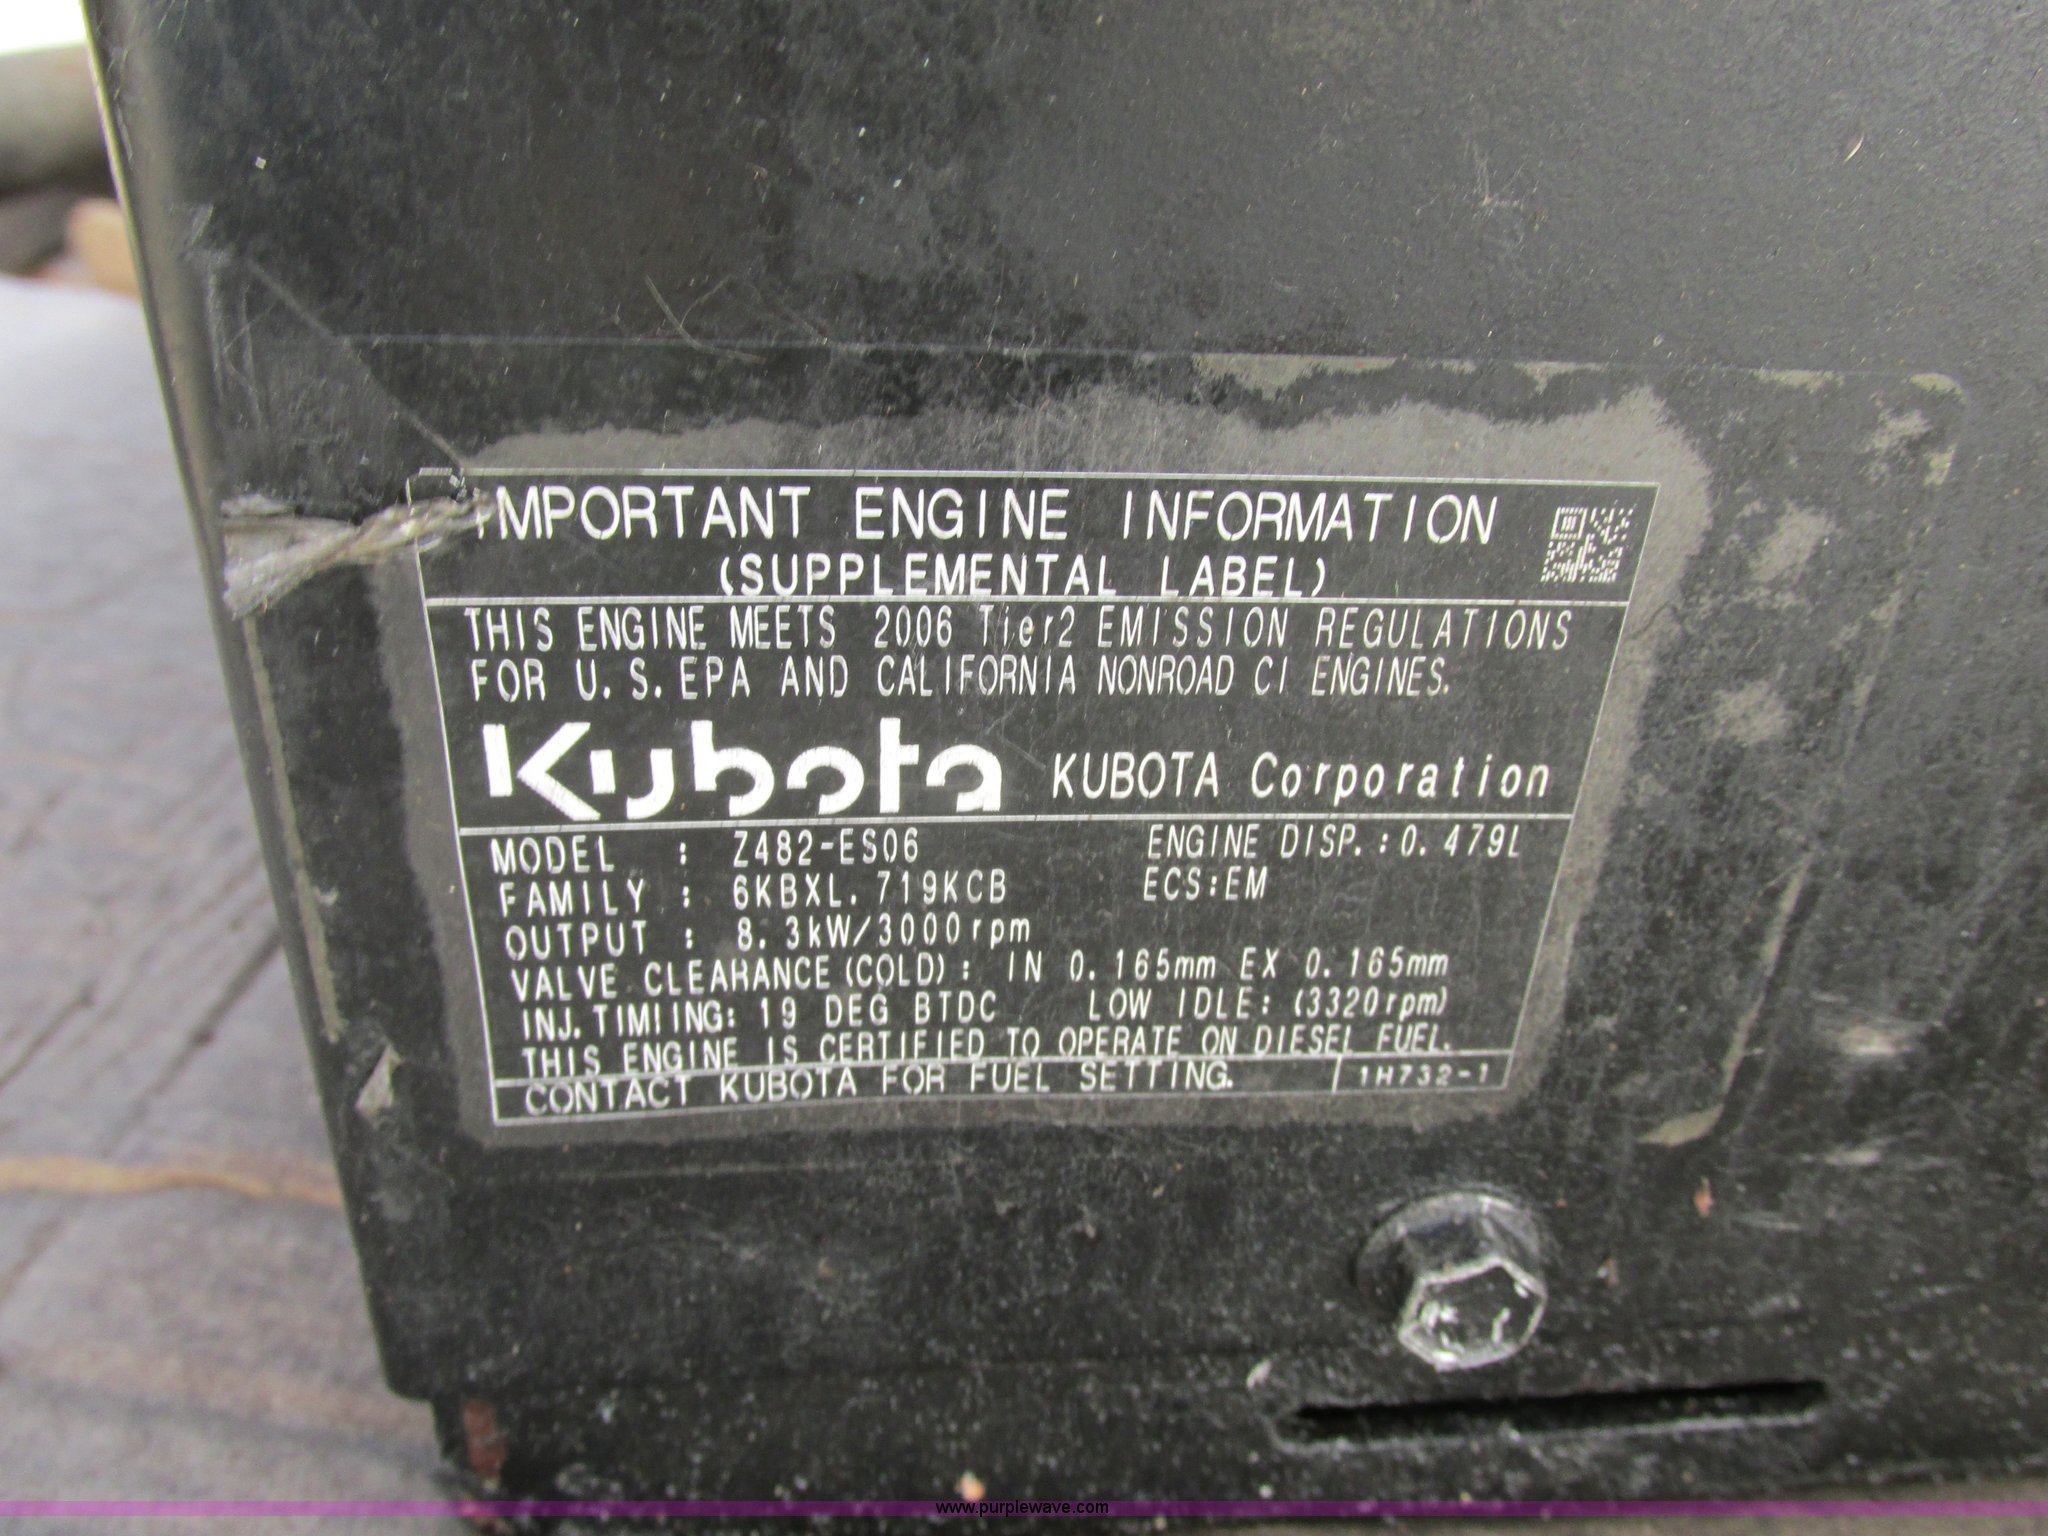 IMPORTANT ENGINE INFORMATION
(SUPPLEMENTAL LABEL)
THIS ENGINE MEETS 2006 Tier2 EMISSION REGULATIONS
FOR U.S.EPA AND CALIFORNIA NONROAD CI ENGINES.
Kubota KUBOTA Corporation
MODEL : Z482-ES06 ENGINE DISP.:0.479L
FAMILY : 6KBXL.719KCB ECS:EM
OUTPUT : 8.3kW/3000rpm
VALVE CLEARANCE(COLD): IN 0.165mm EX 0.165mm
INJ.TIMIING: 19 DEG BTDC LOW IDLE: (3320rpm)
THIS ENGINE IS CERTIFIED TO OPERATE ON DIESEL FUEL.
CONTACT KUBOTA FOR FUEL SETTING. 1H732-1
www.purplewave.com